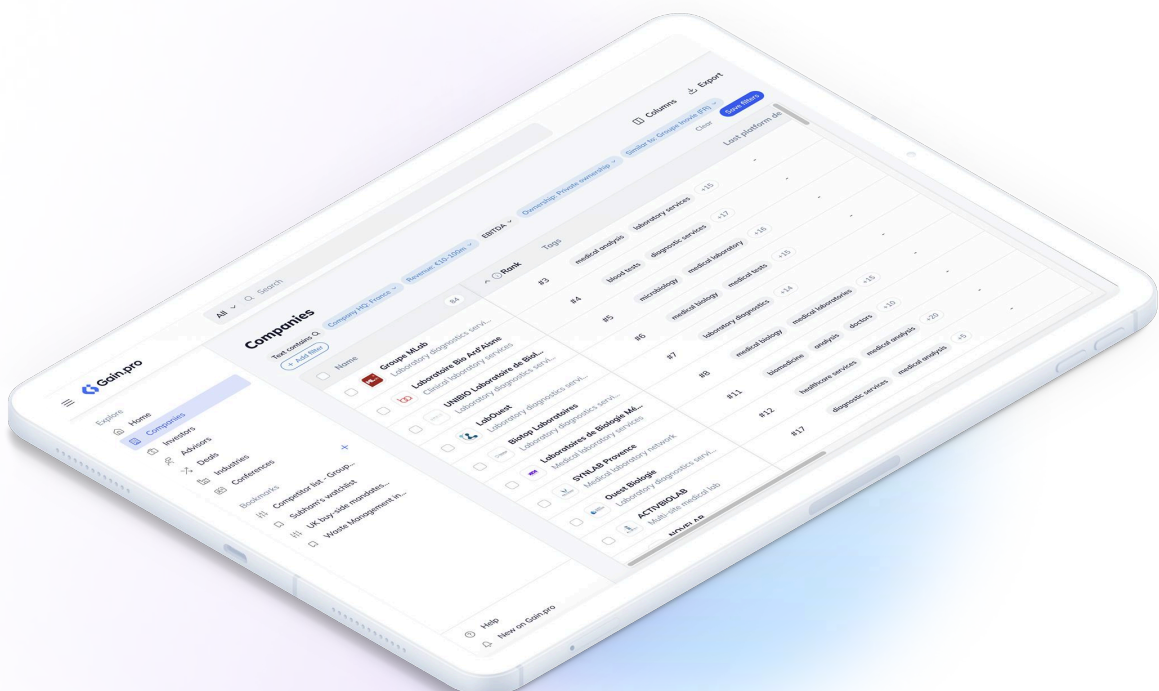 Gain.pro
Explore
Home
Companies
Investors
Advisors
Deals
Industries
Conferences
Bookmarks
+
Competitor list - Group...
Subham's watchlist
UK buy-side mandates...
Waste Management in...
Help
New on Gain.pro
All
Search
Companies
Columns
Export
Text contains
Company HQ: France
Revenue: €10-100m
EBITDA
Ownership: Private ownership
Similar to: Groupe Inovie (FR)
+ Add filter
Clear
Save filters
Name
84
Rank
Tags
Last platform de
Groupe MLab
Laboratory diagnostics servi...
#3
medical analysis
laboratory services
+15
-
Laboratoire Bio Ard'Aisne
Clinical laboratory services
#4
blood tests
diagnostic services
+17
-
UNIBIO Laboratoire de Biol...
Laboratory diagnostics servi...
#5
microbiology
medical laboratory
+16
-
LabOuest
Laboratory diagnostics servi...
#6
medical biology
medical tests
+15
-
Biotop Laboratoires
Laboratory diagnostics servi...
#7
laboratory diagnostics
+14
-
Laboratoires de Biologie Mé...
Medical laboratory services
#8
medical biology
medical laboratories
+15
-
SYNLAB Provence
Medical laboratory network
#11
biomedicine
analysis
doctors
+10
-
Ouest Biologie
Laboratory diagnostics servi...
#12
healthcare services
medical analysis
+20
-
ACTIVBIOLAB
Multi-site medical lab
#17
diagnostic services
medical analysis
+5
-